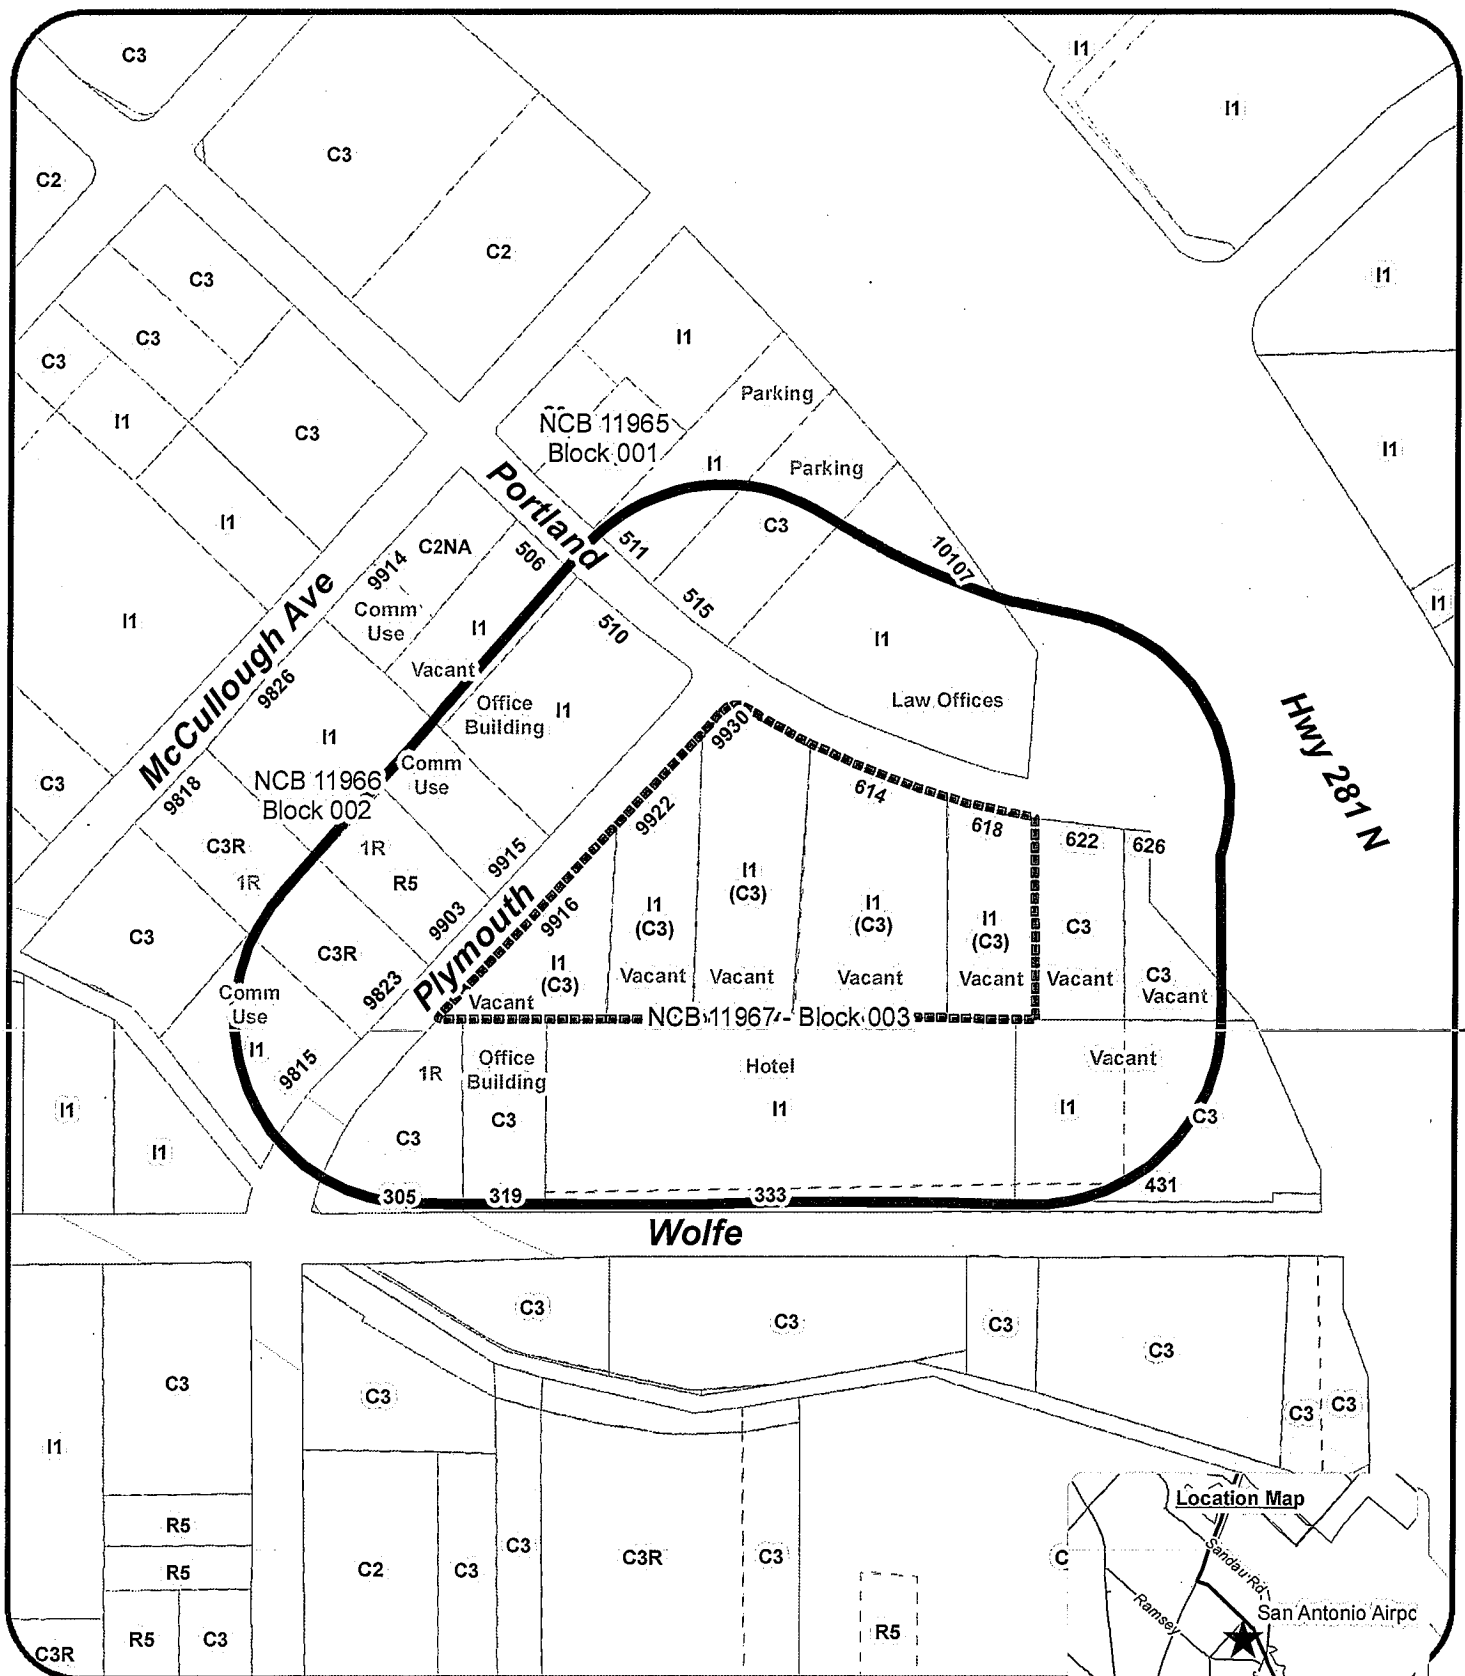 C3
I1
I1
C3
C2
C2
C3
I1
C3
I1
C3
Parking
I1
C3
NCB 11965
Block 001
I1
I1
Parking
Portland
C3
I1
511
10107
C2NA
506
9914
Comm
Use
515
I1
I1
I1
510
I1
McCullough Ave
Vacant
9826
Office
Building
I1
Law Offices
Hwy 281 N
I1
9930
C3
NCB 11966
Block 002
Comm
Use
9818
9922
614
618
622
626
C3R
1R
1R
R5
9915
I1
(C3)
I1
(C3)
I1
(C3)
I1
(C3)
C3
C3
C3R
9903
Plymouth
9916
I1
(C3)
Vacant
Vacant
Vacant
Vacant
Vacant
C3
Vacant
9823
Vacant
Comm
Use
I1
NCB 11967 - Block 003
9815
1R
Office
Building
Hotel
Vacant
I1
I1
C3
C3
I1
I1
C3
305
319
333
431
Wolfe
C3
C3
C3
C3
C3
C3
C3
C3
I1
R5
C3
R5
C2
C3
C3R
C3
C
R5
C3
R5
C3R
Location Map
Sandau Rd
Ramsey
San Antonio Airpo